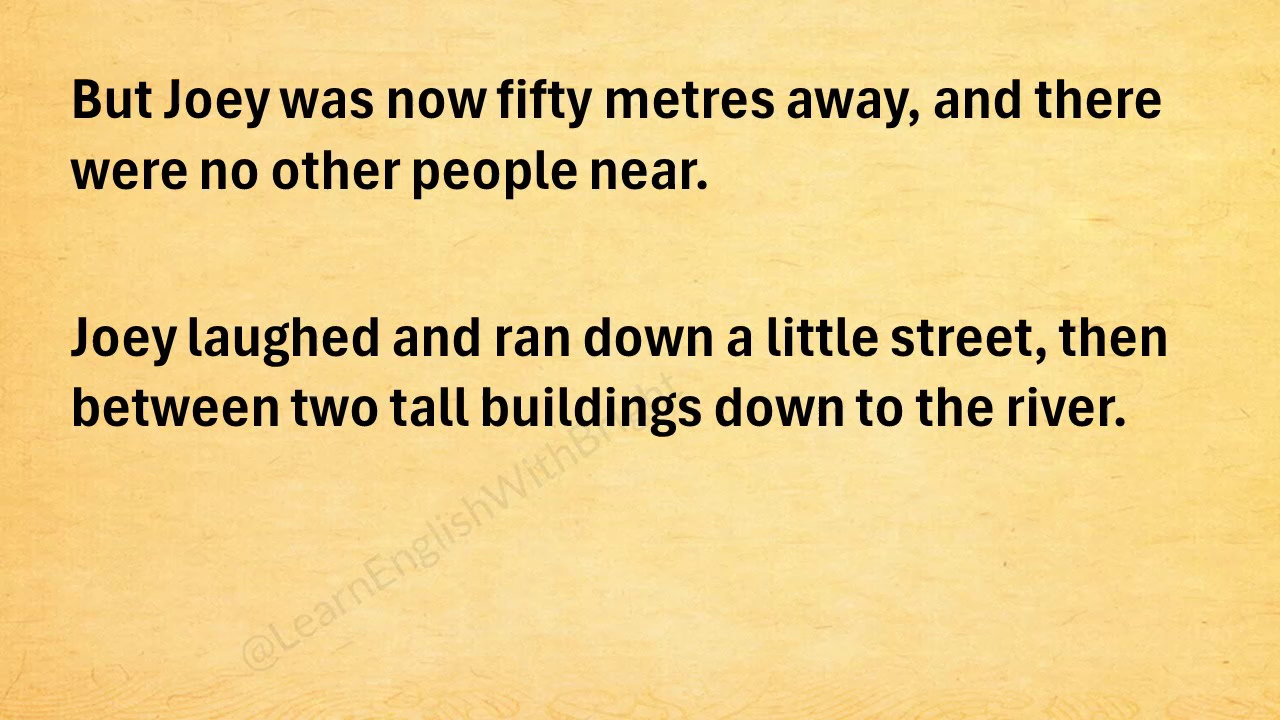 But Joey was now fifty metres away, and there
were no other people near.
Joey laughed and ran down a little street, then
between two tall buildings down to the river.
@LearnEnglishWithBright